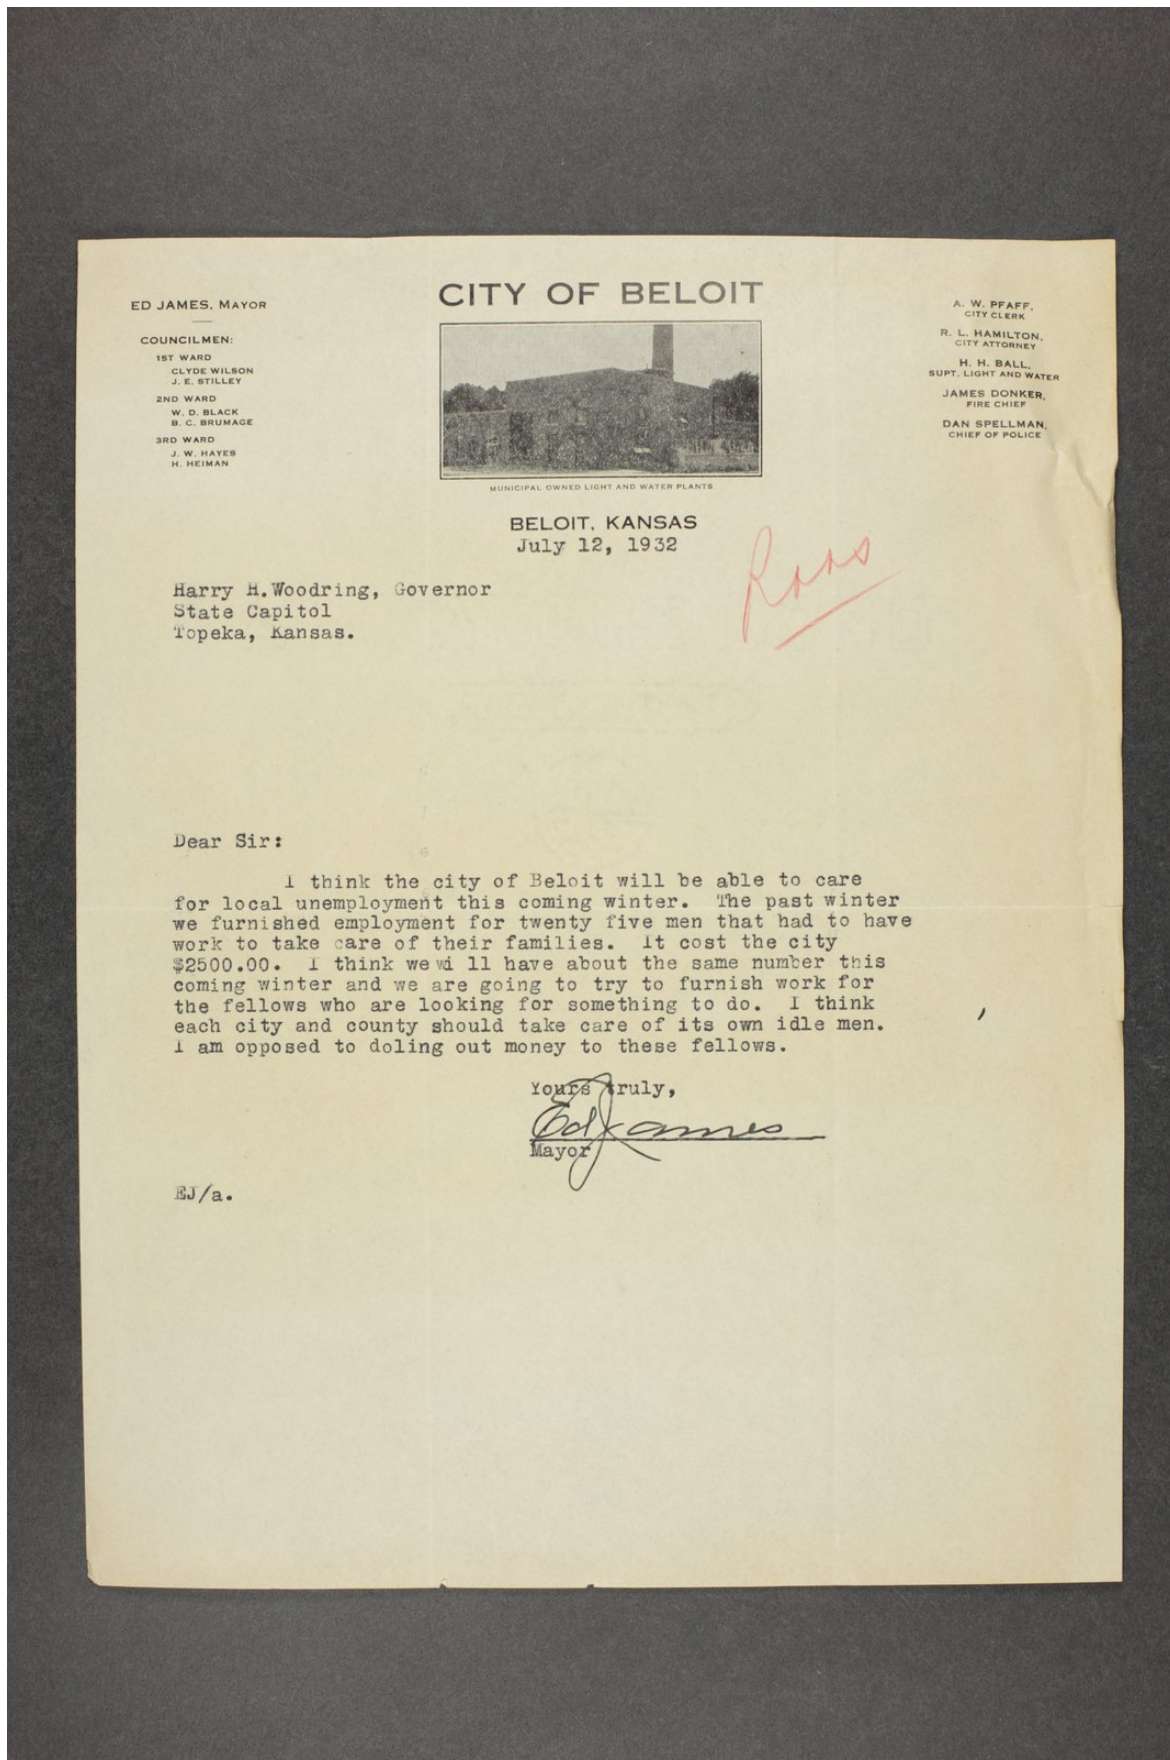 CITY OF BELOIT
ED JAMES, MAYOR
COUNCILMEN:
1ST WARD
CLYDE WILSON
J. E. STILLEY
2ND WARD
W. D. BLACK
B. C. BRUMAGE
3RD WARD
J. W. HAYES
H. HEIMAN
A. W. PFAFF,
CITY CLERK
R. L. HAMILTON,
CITY ATTORNEY
H. H. BALL,
SUPT. LIGHT AND WATER
JAMES DONKER,
FIRE CHIEF
DAN SPELLMAN,
CHIEF OF POLICE
MUNICIPAL OWNED LIGHT AND WATER PLANTS
BELOIT, KANSAS
July 12, 1932
Harry H.Woodring, Governor
State Capitol
Topeka, Kansas.
Dear Sir:
I think the city of Beloit will be able to care
for local unemployment this coming winter. The past winter
we furnished employment for twenty five men that had to have
work to take care of their families. It cost the city
$2500.00. I think we wi ll have about the same number this
coming winter and we are going to try to furnish work for
the fellows who are looking for something to do. I think
each city and county should take care of its own idle men.
I am opposed to doling out money to these fellows.
Yours truly,
Ed James
Mayor
EJ/a.